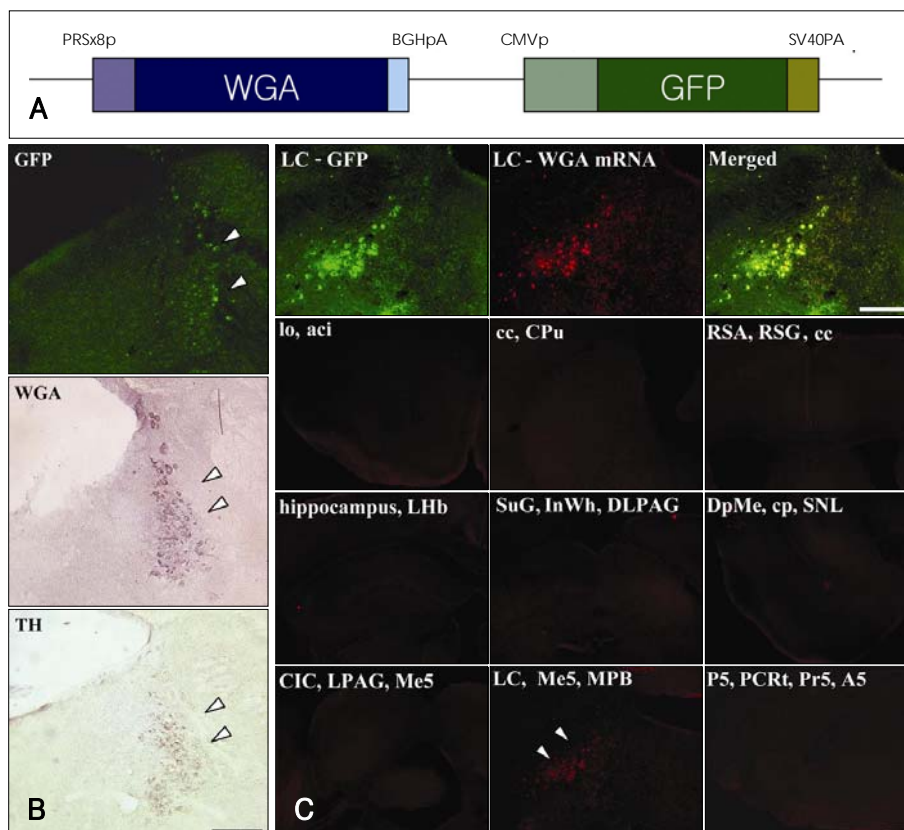 PRSx8p BGHpA CMVp SV40PA
WGA GFP
A
GFP
WGA
TH
B
LC - GFP LC - WGA mRNA Merged
lo, aci cc, CPu RSA, RSG, cc
hippocampus, LHb SuG, InWh, DLPAG DpMe, cp, SNL
CIC, LPAG, Me5 LC, Me5, MPB P5, PCRt, Pr5, A5
C